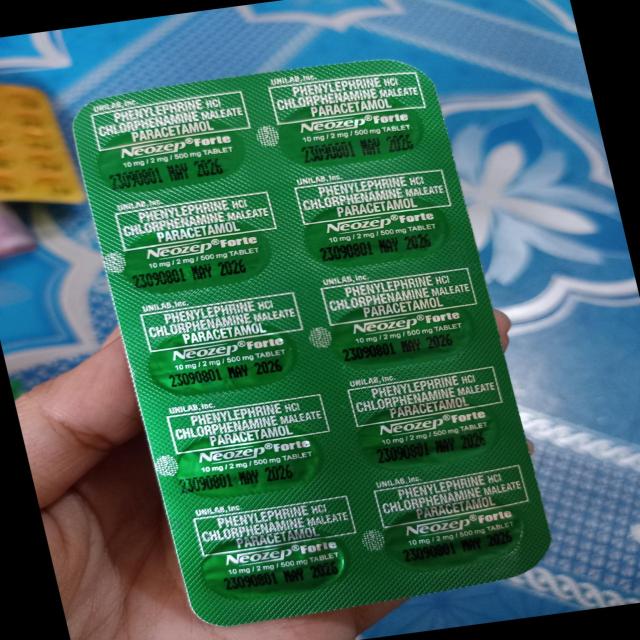 UNILAB, Inc.
PHENYLEPHRINE HCl
CHLORPHENAMINE MALEATE
PARACETAMOL
Neozep® Forte
10 mg / 2 mg / 500 mg TABLET
23090801 MAY 2026
UNILAB, Inc.
PHENYLEPHRINE HCl
CHLORPHENAMINE MALEATE
PARACETAMOL
Neozep® Forte
10 mg / 2 mg / 500 mg TABLET
23090801 MAY 2026
UNILAB, Inc.
PHENYLEPHRINE HCl
CHLORPHENAMINE MALEATE
PARACETAMOL
Neozep® Forte
10 mg / 2 mg / 500 mg TABLET
23090801 MAY 2026
UNILAB, Inc.
PHENYLEPHRINE HCl
CHLORPHENAMINE MALEATE
PARACETAMOL
Neozep® Forte
10 mg / 2 mg / 500 mg TABLET
23090801 MAY 2026
UNILAB, Inc.
PHENYLEPHRINE HCl
CHLORPHENAMINE MALEATE
PARACETAMOL
Neozep® Forte
10 mg / 2 mg / 500 mg TABLET
23090801 MAY 2026
UNILAB, Inc.
PHENYLEPHRINE HCl
CHLORPHENAMINE MALEATE
PARACETAMOL
Neozep® Forte
10 mg / 2 mg / 500 mg TABLET
23090801 MAY 2026
UNILAB, Inc.
PHENYLEPHRINE HCl
CHLORPHENAMINE MALEATE
PARACETAMOL
Neozep® Forte
10 mg / 2 mg / 500 mg TABLET
23090801 MAY 2026
UNILAB, Inc.
PHENYLEPHRINE HCl
CHLORPHENAMINE MALEATE
PARACETAMOL
Neozep® Forte
10 mg / 2 mg / 500 mg TABLET
23090801 MAY 2026
UNILAB, Inc.
PHENYLEPHRINE HCl
CHLORPHENAMINE MALEATE
PARACETAMOL
Neozep® Forte
10 mg / 2 mg / 500 mg TABLET
23090801 MAY 2026
UNILAB, Inc.
PHENYLEPHRINE HCl
CHLORPHENAMINE MALEATE
PARACETAMOL
Neozep® Forte
10 mg / 2 mg / 500 mg TABLET
23090801 MAY 2026